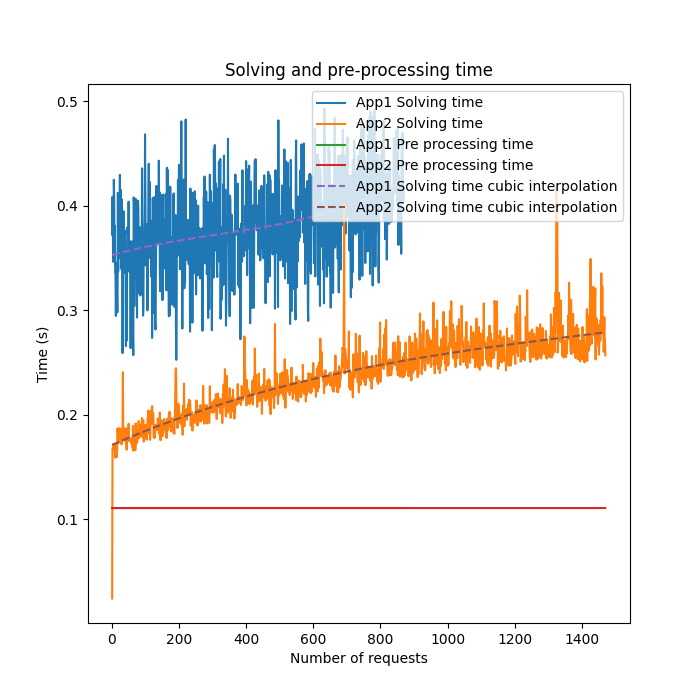 Solving and pre-processing time
App1 Solving time
App2 Solving time
App1 Pre processing time
App2 Pre processing time
App1 Solving time cubic interpolation
App2 Solving time cubic interpolation
0.5
0.4
0.3
0.2
0.1
Time (s)
0 200 400 600 800 1000 1200 1400
Number of requests